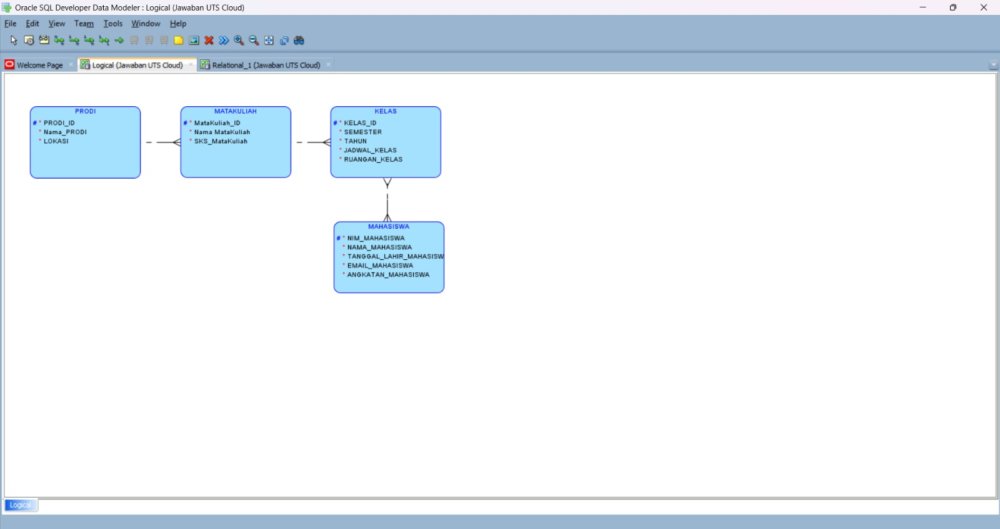 Oracle SQL Developer Data Modeler : Logical (Jawaban UTS Cloud)
File Edit View Team Tools Window Help
Welcome Page Logical (Jawaban UTS Cloud) Relational_1 (Jawaban UTS Cloud)
PRODI
# * PRODI_ID
* Nama_PRODI
* LOKASI
MATAKULIAH
# * MataKuliah_ID
* Nama MataKuliah
* SKS_MataKuliah
KELAS
# * KELAS_ID
* SEMESTER
* TAHUN
* JADWAL_KELAS
* RUANGAN_KELAS
MAHASISWA
# * NIM_MAHASISWA
* NAMA_MAHASISWA
* TANGGAL_LAHIR_MAHASISW
* EMAIL_MAHASISWA
* ANGKATAN_MAHASISWA
Logical